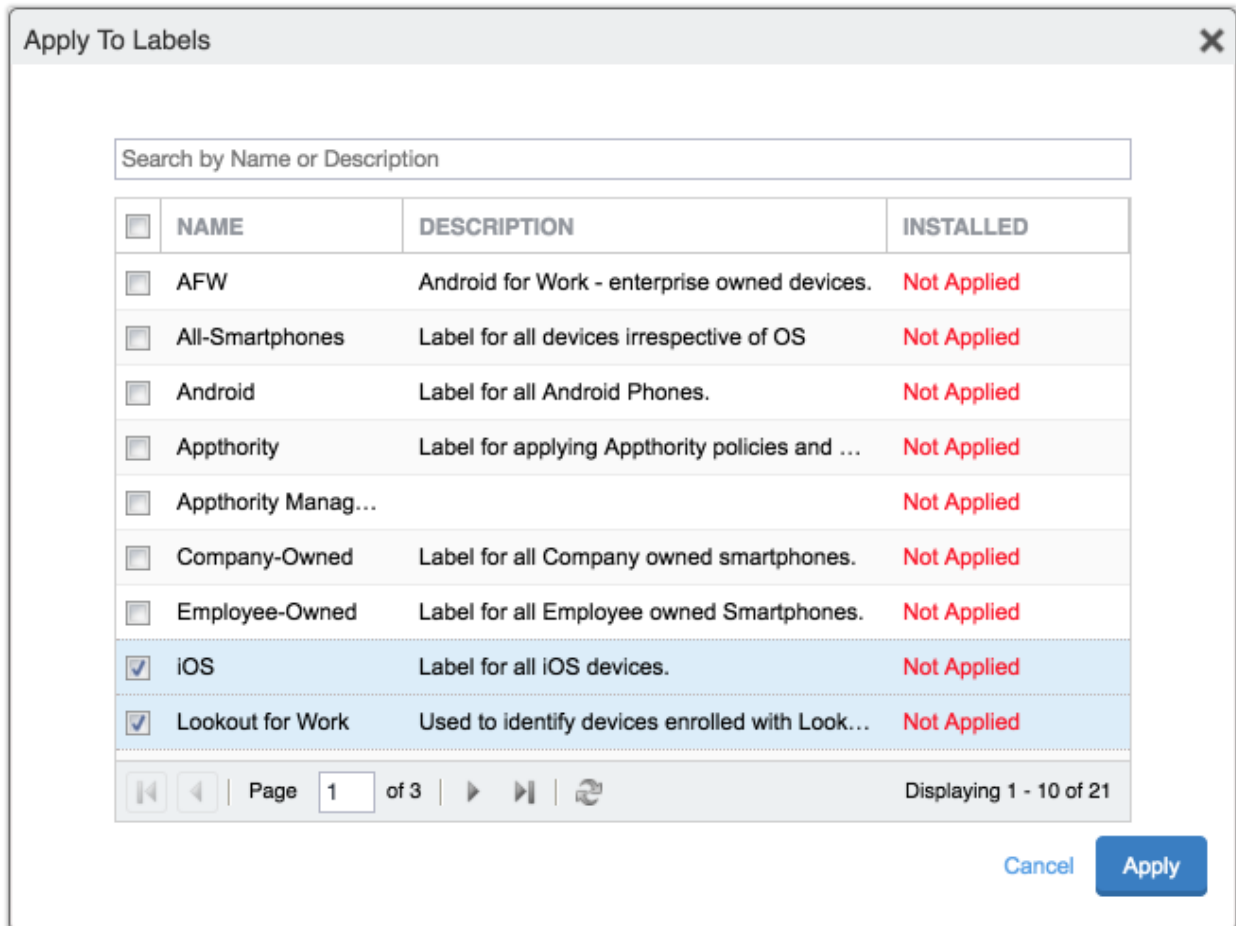 Apply To Labels
Search by Name or Description
NAME DESCRIPTION INSTALLED
AFW Android for Work - enterprise owned devices. Not Applied
All-Smartphones Label for all devices irrespective of OS Not Applied
Android Label for all Android Phones. Not Applied
Appthority Label for applying Appthority policies and ... Not Applied
Appthority Manag... Not Applied
Company-Owned Label for all Company owned smartphones. Not Applied
Employee-Owned Label for all Employee owned Smartphones. Not Applied
iOS Label for all iOS devices. Not Applied
Lookout for Work Used to identify devices enrolled with Look... Not Applied
Page 1 of 3 Displaying 1 - 10 of 21
Cancel Apply